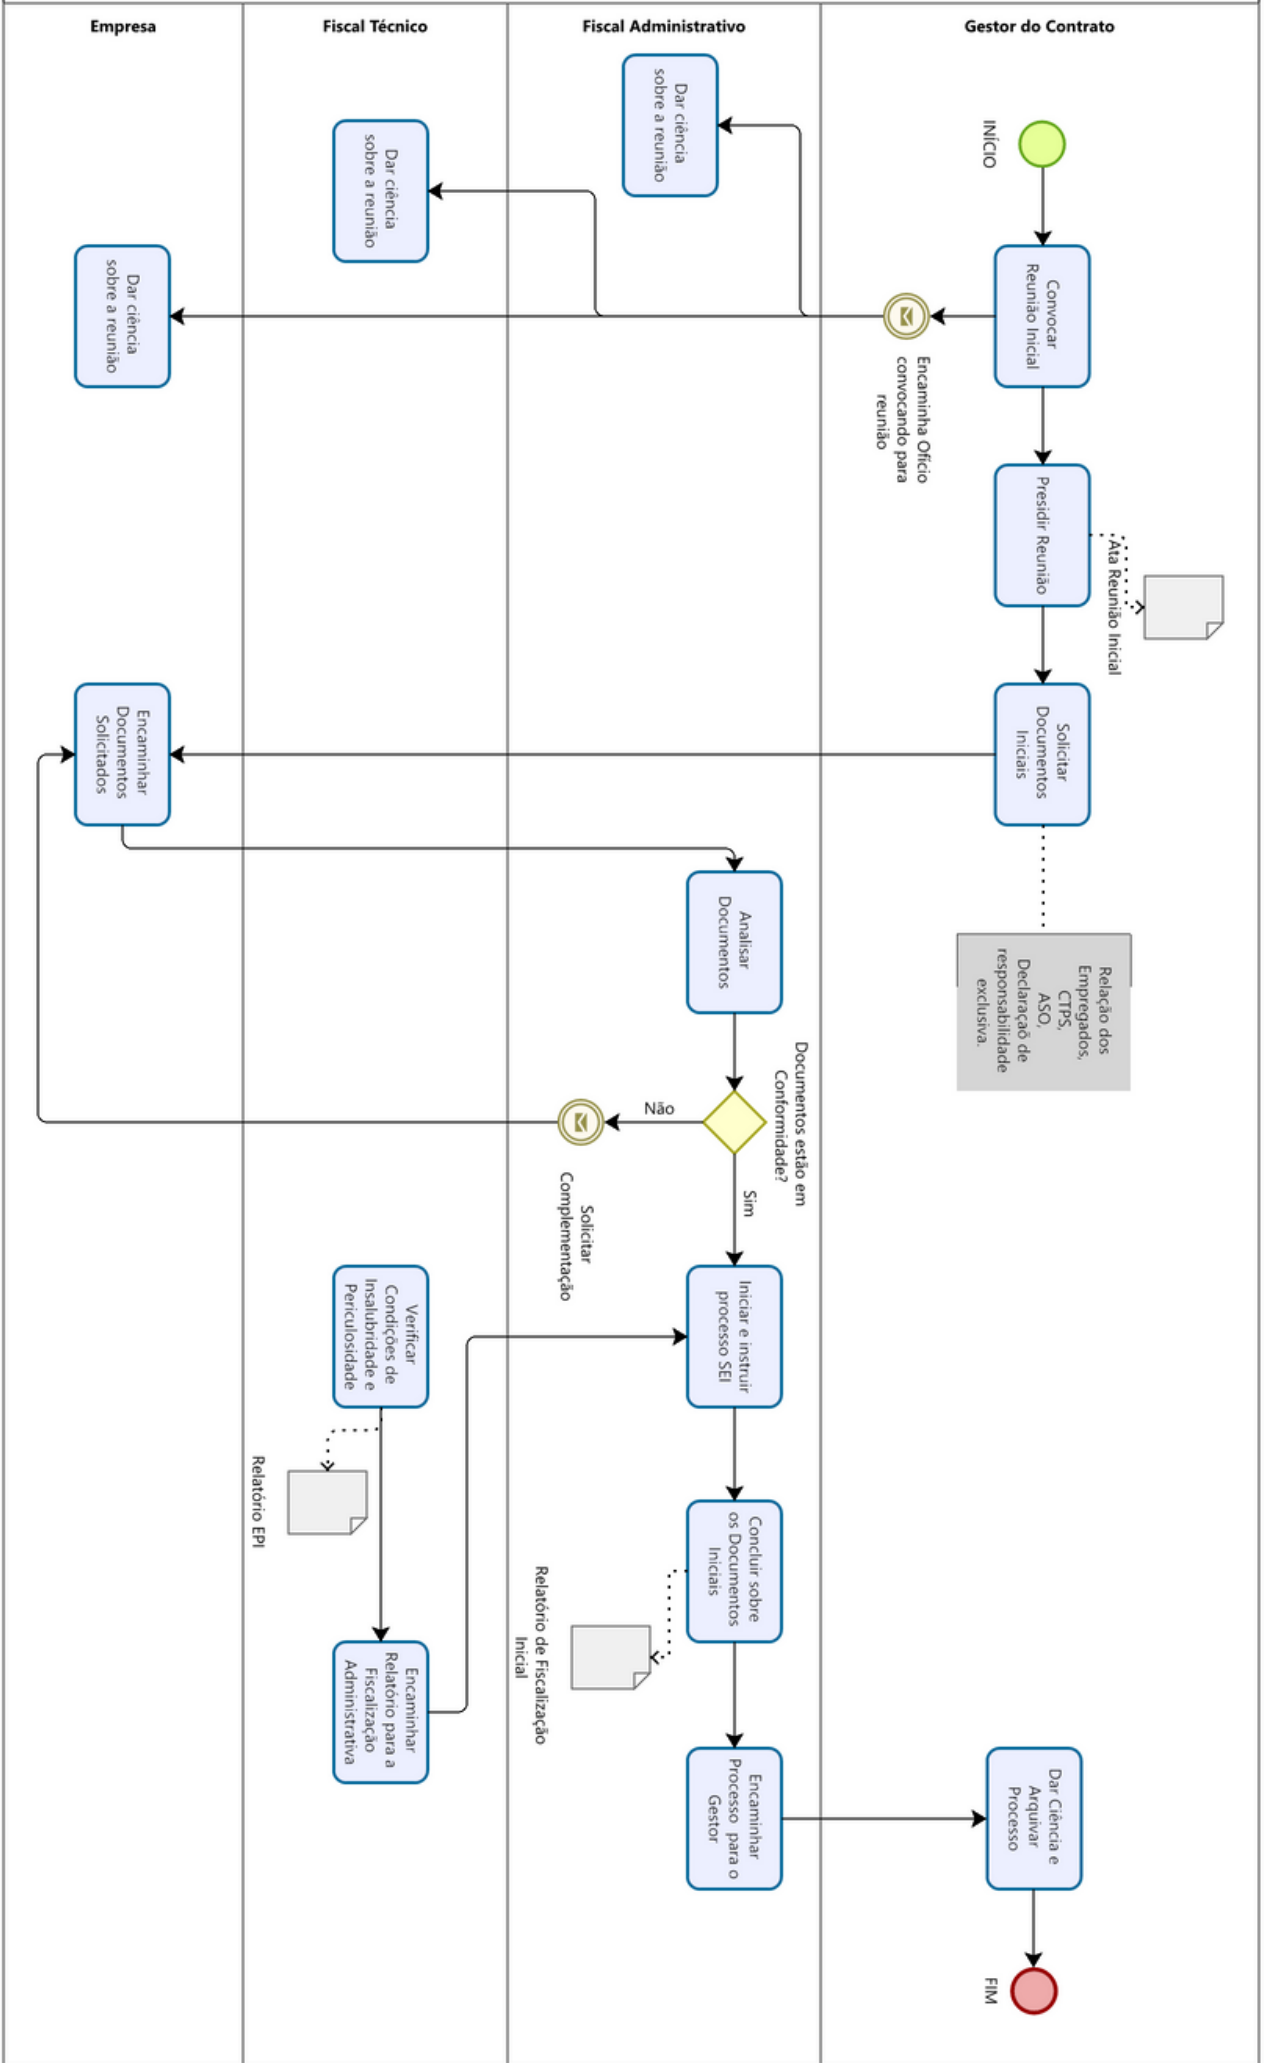 Empresa
Fiscal Técnico
Fiscal Administrativo
Gestor do Contrato
INÍCIO
Convocar
Reunião Inicial
Encaminha Ofício
convocando para
reunião
Dar ciência
sobre a reunião
Dar ciência
sobre a reunião
Dar ciência
sobre a reunião
Presidir Reunião
Ata Reunião Inicial
Solicitar
Documentos
Iniciais
Relação dos
Empregados,
CTPS,
ASO,
Declaraçaõ de
responsabilidade
exclusiva.
Encaminhar
Documentos
Solicitados
Analisar
Documentos
Documentos estão em
Conformidade?
Não
Sim
Solicitar
Complementação
Iniciar e instruir
processo SEI
Verificar
Condições de
Insalubridade e
Periculosidade
Relatório EPI
Encaminhar
Relatório para a
Fiscalização
Administrativa
Concluir sobre
os Documentos
Iniciais
Relatório de Fiscalização
Inicial
Encaminhar
Processo para o
Gestor
Dar Ciência e
Arquivar
Processo
FIM